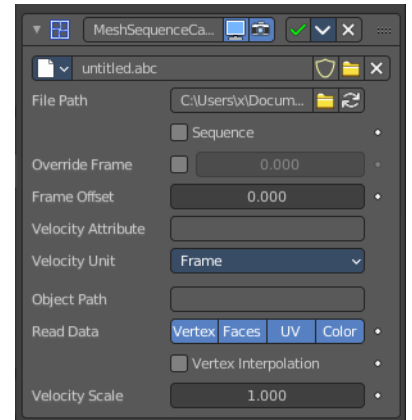 MeshSequenceCa...
untitled.abc
File Path C:\Users\x\Docum...
Sequence
Override Frame 0.000
Frame Offset 0.000
Velocity Attribute
Velocity Unit Frame
Object Path
Read Data Vertex Faces UV Color
Vertex Interpolation
Velocity Scale 1.000